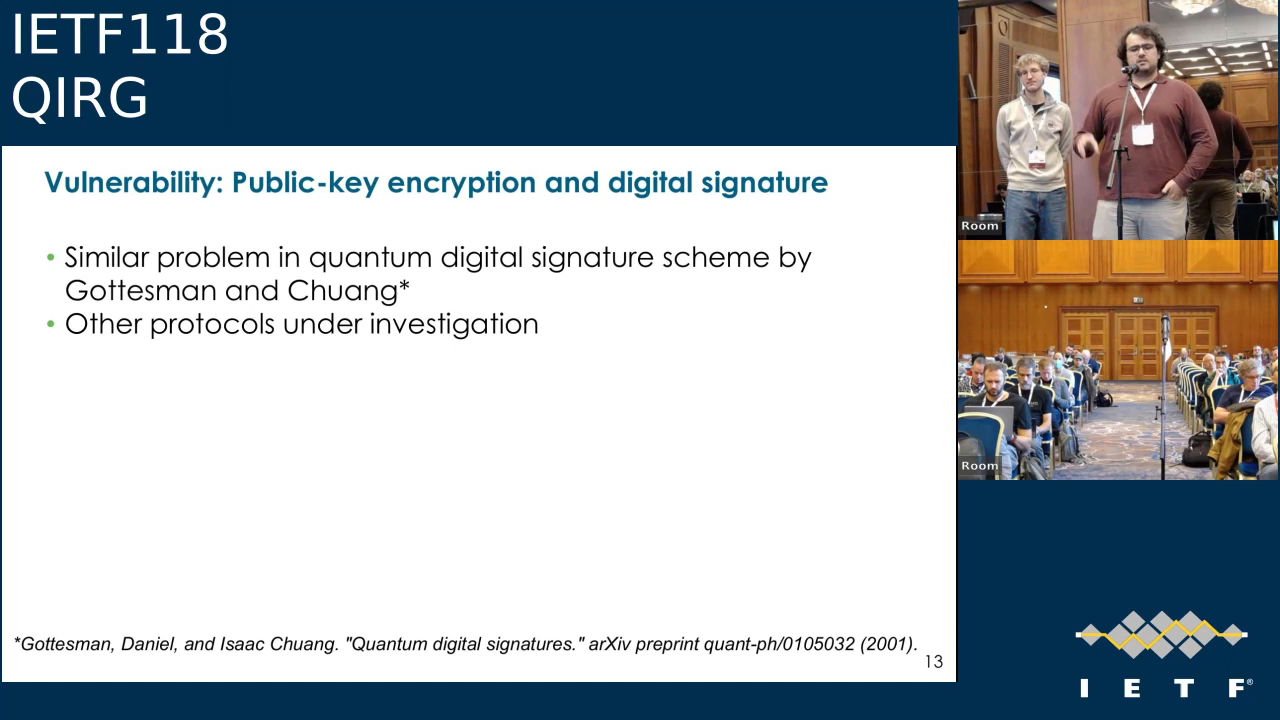 IETF118
QIRG
Vulnerability: Public-key encryption and digital signature
• Similar problem in quantum digital signature scheme by
Gottesman and Chuang*
• Other protocols under investigation
*Gottesman, Daniel, and Isaac Chuang. "Quantum digital signatures." arXiv preprint quant-ph/0105032 (2001).
13
Room
Room
I E T F®